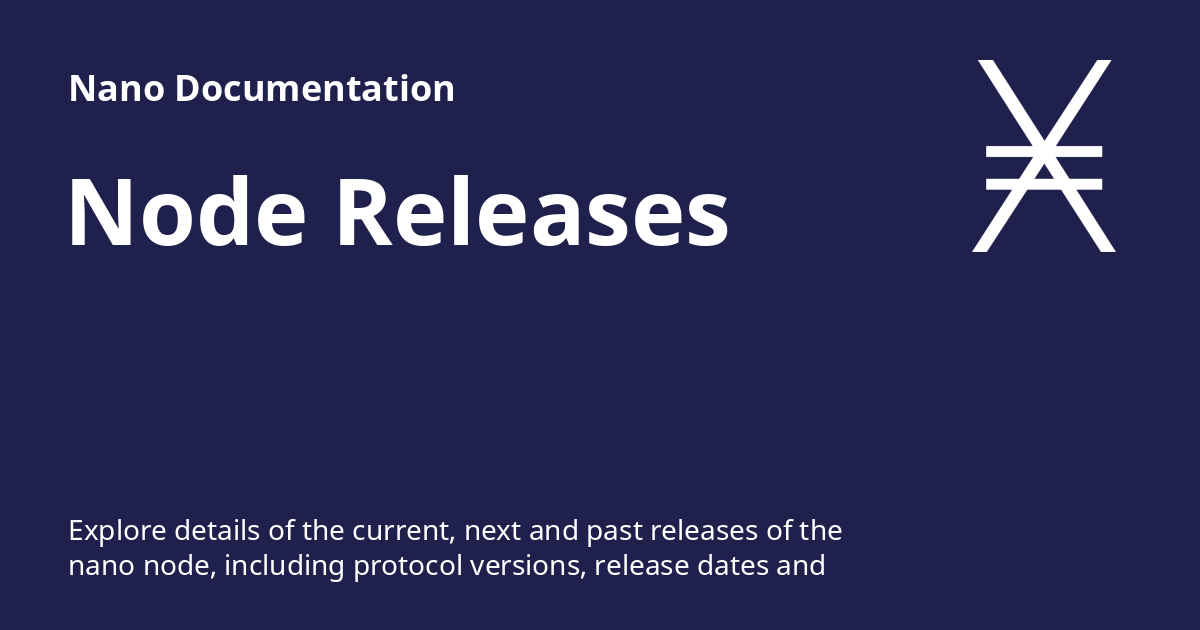 Nano Documentation
Node Releases
Explore details of the current, next and past releases of the
nano node, including protocol versions, release dates and